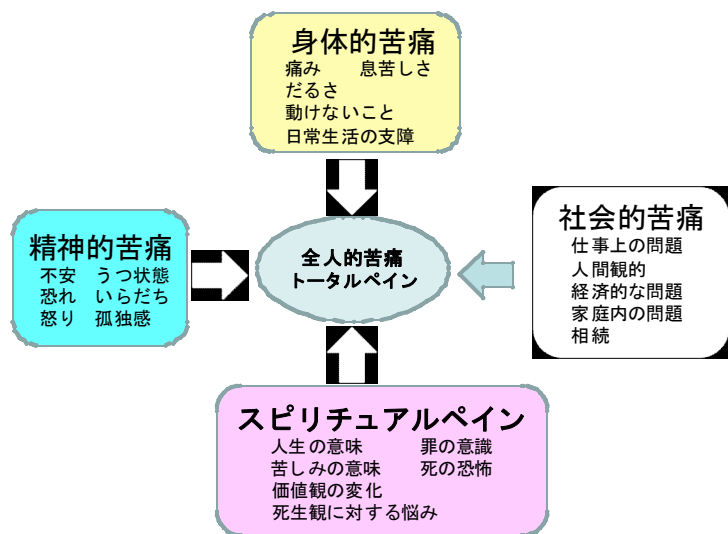 身体的苦痛
痛み　　息苦しさ
だるさ
動けないこと
日常生活の支障
精神的苦痛
不安　うつ状態
恐れ　いらだち
怒り　孤独感
全人的苦痛
トータルペイン
社会的苦痛
仕事上の問題
人間観的
経済的な問題
家庭内の問題
相続
スピリチュアルペイン
人生の意味　　罪の意識
苦しみの意味　死の恐怖
価値観の変化
死生観に対する悩み